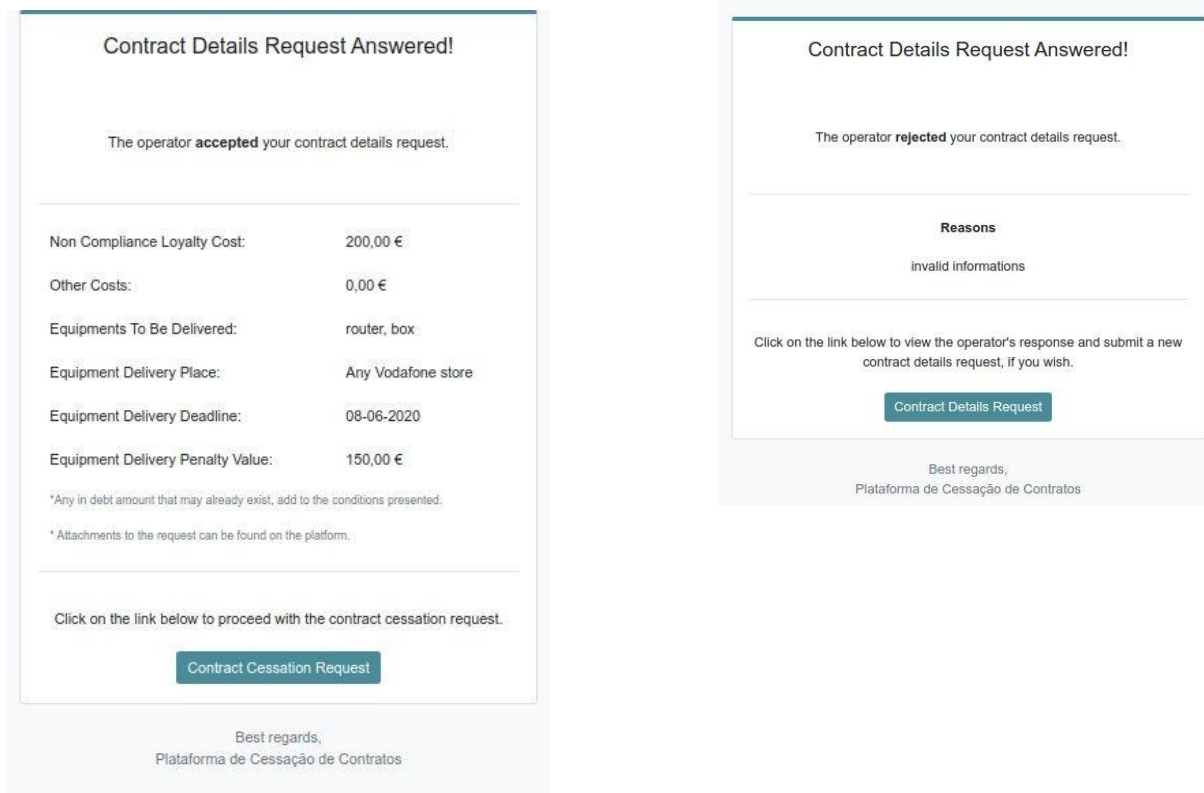 Contract Details Request Answered!
The operator accepted your contract details request.
Non Compliance Loyalty Cost: 200,00 €
Other Costs: 0,00 €
Equipments To Be Delivered: router, box
Equipment Delivery Place: Any Vodafone store
Equipment Delivery Deadline: 08-06-2020
Equipment Delivery Penalty Value: 150,00 €
*Any in debt amount that may already exist, add to the conditions presented.
* Attachments to the request can be found on the platform.
Click on the link below to proceed with the contract cessation request.
Contract Cessation Request
Best regards,
Plataforma de Cessação de Contratos
Contract Details Request Answered!
The operator rejected your contract details request.
Reasons
invalid informations
Click on the link below to view the operator's response and submit a new
contract details request, if you wish.
Contract Details Request
Best regards,
Plataforma de Cessação de Contratos